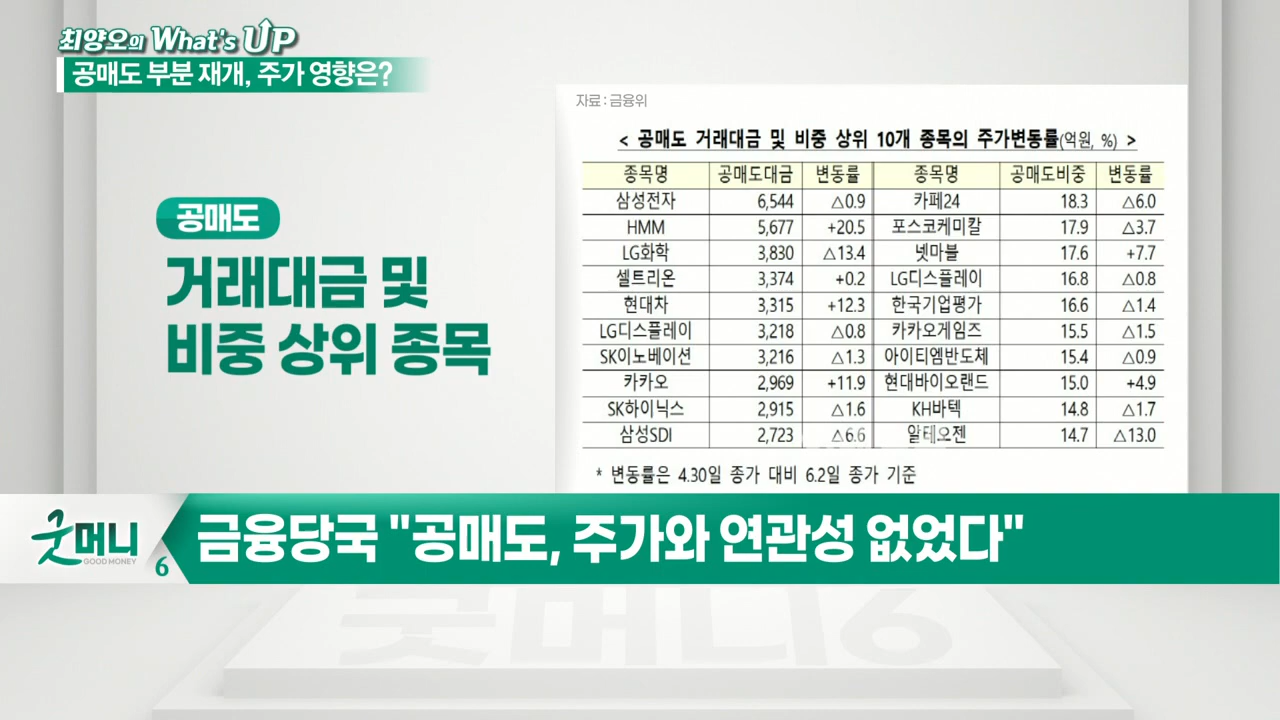 최양오의 What's UP
공매도 부분 재개, 주가 영향은?
자료 : 금융위
< 공매도 거래대금 및 비중 상위 10개 종목의 주가변동률(억원, %) >
종목명 공매도대금 변동률 종목명 공매도비중 변동률
삼성전자 6,544 △0.9 카페24 18.3 △6.0
HMM 5,677 +20.5 포스코케미칼 17.9 △3.7
LG화학 3,830 △13.4 넷마블 17.6 +7.7
셀트리온 3,374 +0.2 LG디스플레이 16.8 △0.8
현대차 3,315 +12.3 한국기업평가 16.6 △1.4
LG디스플레이 3,218 △0.8 카카오게임즈 15.5 △1.5
SK이노베이션 3,216 △1.3 아이티엠반도체 15.4 △0.9
카카오 2,969 +11.9 현대바이오랜드 15.0 +4.9
SK하이닉스 2,915 △1.6 KH바텍 14.8 △1.7
삼성SDI 2,723 △6.6 알테오젠 14.7 △13.0
* 변동률은 4.30일 종가 대비 6.2일 종가 기준
공매도
거래대금 및
비중 상위 종목
굿머니
GOOD MONEY
6
금융당국 "공매도, 주가와 연관성 없었다"
굿머니6